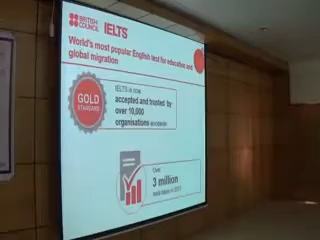 BRITISH
COUNCIL
IELTS
World's most popular English test for education and
global migration
GOLD
STANDARD
IELTS is now
accepted and trusted by
over 10,000
organisations worldwide
Over
3 million